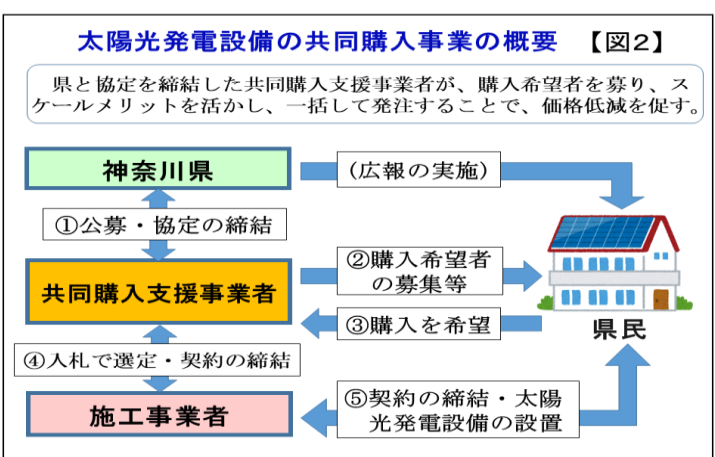 太陽光発電設備の共同購入事業の概要 【図２】
県と協定を締結した共同購入支援事業者が、購入希望者を募り、ス
ケールメリットを活かし、一括して発注することで、価格低減を促す。
神奈川県
(広報の実施)
①公募・協定の締結
共同購入支援事業者
②購入希望者
の募集等
③購入を希望
県民
④入札で選定・契約の締結
施工事業者
⑤契約の締結・太陽
光発電設備の設置